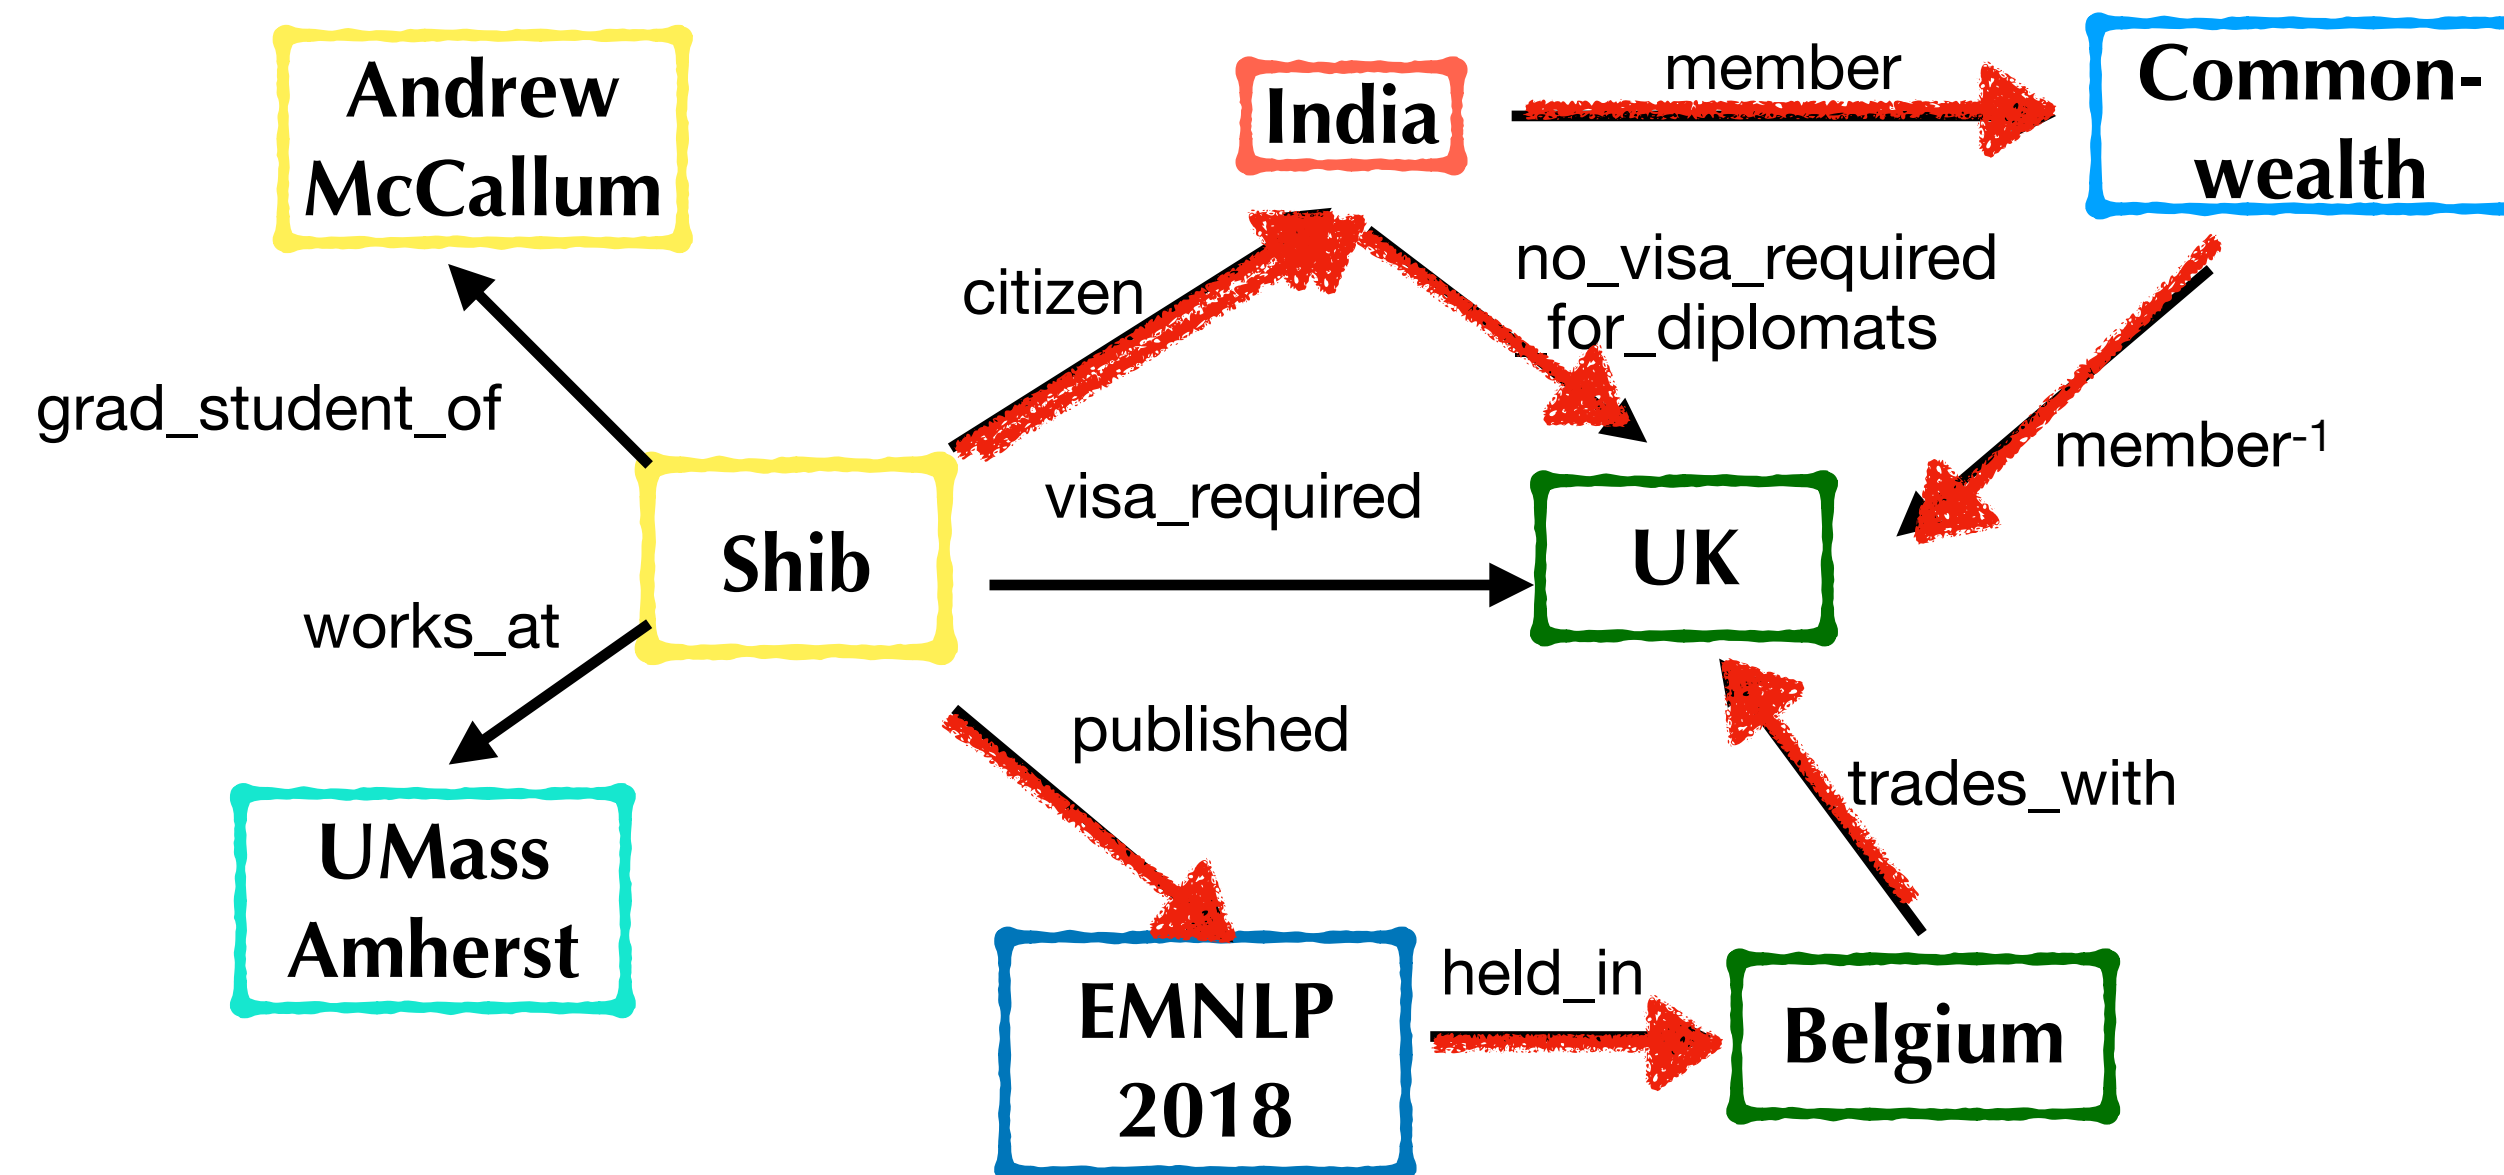 Andrew
McCallum
India
member
Common-
wealth
citizen
no_visa_required
_for_diplomats
grad_student_of
member-1
visa_required
Shib
UK
works_at
published
trades_with
UMass
Amherst
EMNLP
2018
held_in
Belgium